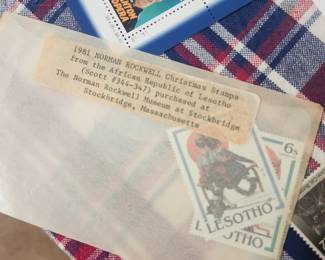 1981 NORMAN ROCKWELL Christmas Stamps
from the African Republic of Lesotho
(Scott #344-347) purchased at
The Norman Rockwell Museum at Stockbridge
Stockbridge, Massachusetts
6s
LESOTHO
LESOTHO